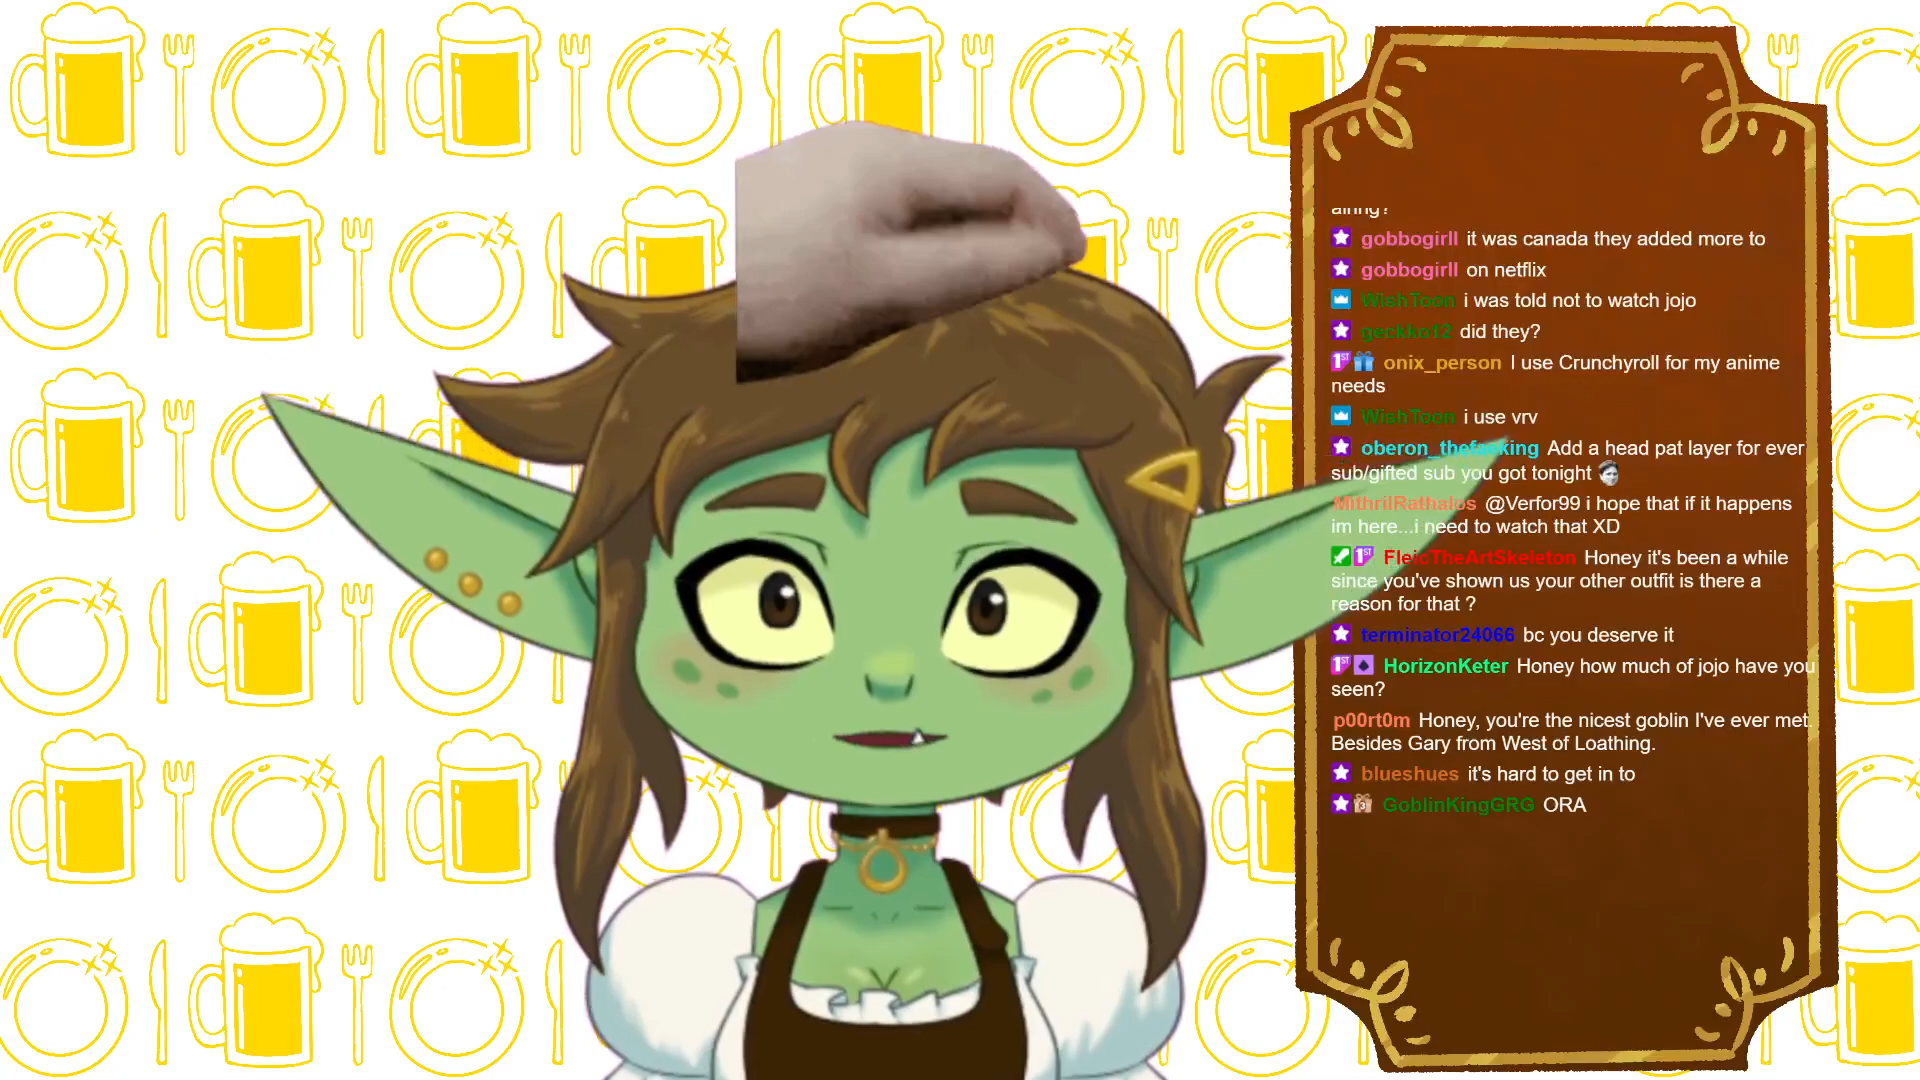 gobbogirll it was canada they added more to
gobbogirll on netflix
WishToon i was told not to watch jojo
geckko12 did they?
onix_person I use Crunchyroll for my anime
needs
WishToon i use vrv
oberon_thefaeking Add a head pat layer for ever
sub/gifted sub you got tonight
MithrilRathalos @Verfor99 i hope that if it happens
im here...i need to watch that XD
FleicTheArtSkeleton Honey it's been a while
since you've shown us your other outfit is there a
reason for that ?
terminator24066 bc you deserve it
HorizonKeter Honey how much of jojo have you
seen?
p00rt0m Honey, you're the nicest goblin I've ever met.
Besides Gary from West of Loathing.
blueshues it's hard to get in to
GoblinKingGRG ORA